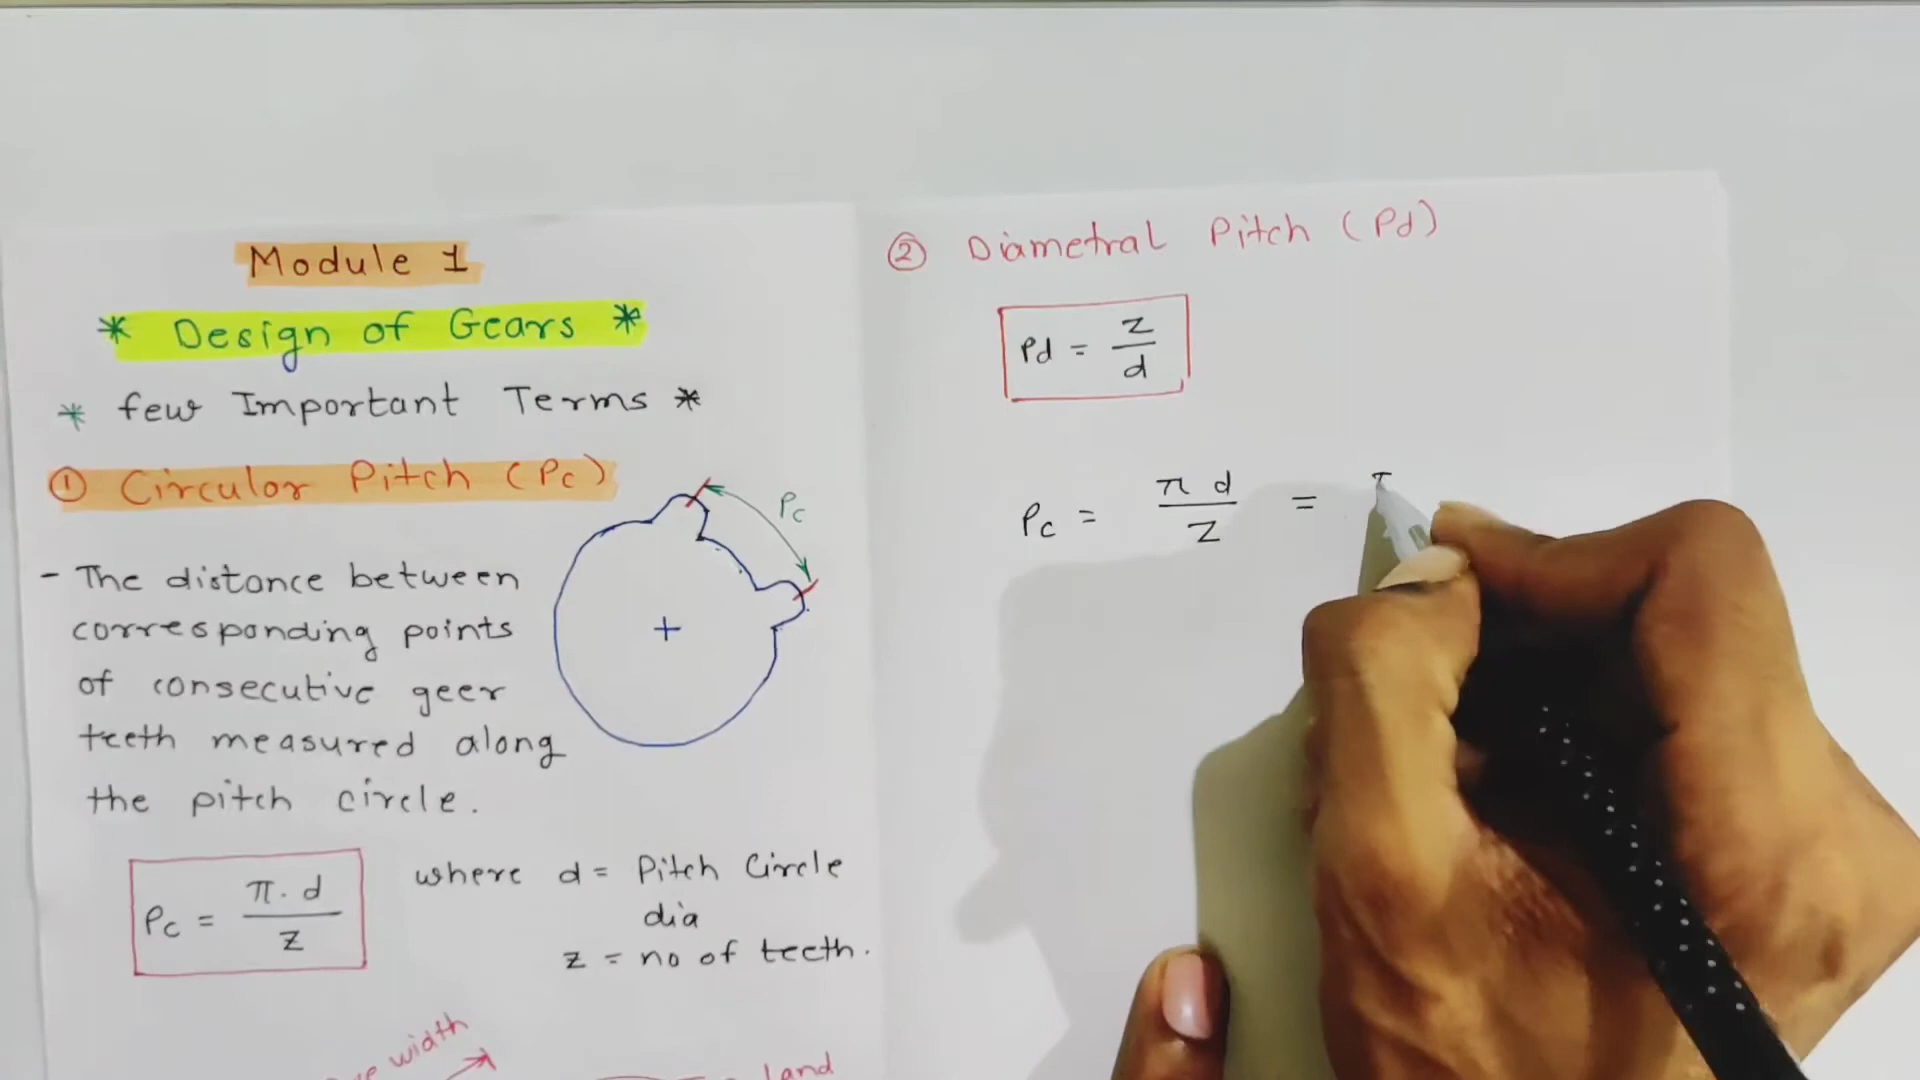 Module 1
* Design of Gears *
* few Important Terms *
① Circular Pitch (Pc)
Pc
- The distance between
corresponding points
of consecutive geer
teeth measured along
the pitch circle.
Pc = π . d / z
where d = Pitch Circle
dia
z = no of teeth.
width
land
② Diametral Pitch (Pd)
Pd = z / d
Pc = π d / z =